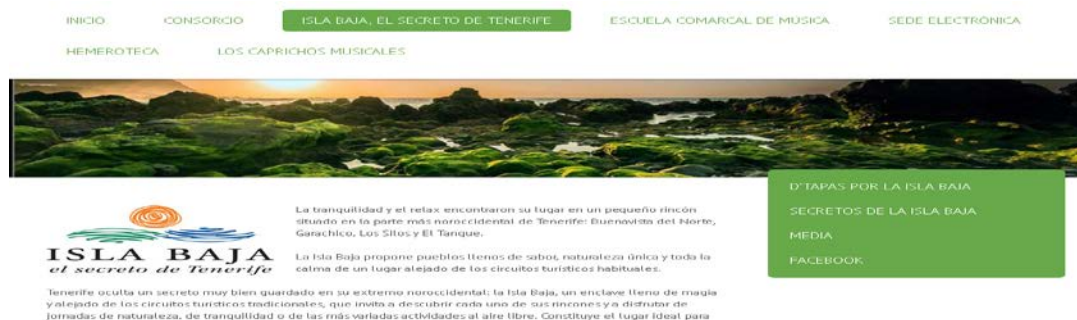 INICIO CONSORCIO ISLA BAJA, EL SECRETO DE TENERIFE ESCUELA COMARCAL DE MÚSICA SEDE ELECTRÓNICA
HEMEROTECA LOS CAPRICHOS MUSICALES
D'TAPAS POR LA ISLA BAJA
SECRETOS DE LA ISLA BAJA
MEDIA
FACEBOOK
ISLA BAJA
el secreto de Tenerife
La tranquilidad y el relax encontraron su lugar en un pequeño rincón
situado en la parte más noroccidental de Tenerife: Buenavista del Norte,
Garachico, Los Silos y El Tanque.
La Isla Baja propone pueblos llenos de sabor, naturaleza única y toda la
calma de un lugar alejado de los circuitos turísticos habituales.
Tenerife oculta un secreto muy bien guardado en su extremo noroccidental: la Isla Baja, un enclave lleno de magia
y alejado de los circuitos turísticos tradicionales, que invita a descubrir cada uno de sus rincones y a disfrutar de
jornadas de naturaleza, de tranquilidad o de las más variadas actividades al aire libre. Constituye el lugar ideal para